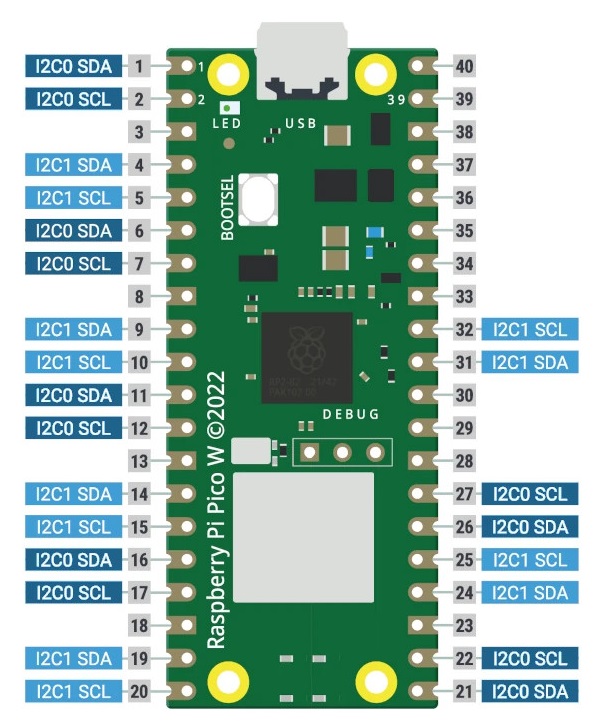 I2C0 SDA 1 1 40
I2C0 SCL 2 2 39 39
LED USB
3 38
I2C1 SDA 4 37
I2C1 SCL 5 36
BOOTSEL
I2C0 SDA 6 35
I2C0 SCL 7 34
8 33
I2C1 SDA 9 32 I2C1 SCL
I2C1 SCL 10 31 I2C1 SDA
I2C0 SDA 11 30
DEBUG
I2C0 SCL 12 29
13 28
I2C1 SDA 14 27 I2C0 SCL
I2C1 SCL 15 26 I2C0 SDA
Raspberry Pi Pico W ©2022
I2C0 SDA 16 25 I2C1 SCL
I2C0 SCL 17 24 I2C1 SDA
18 23
I2C1 SDA 19 22 I2C0 SCL
I2C1 SCL 20 21 I2C0 SDA